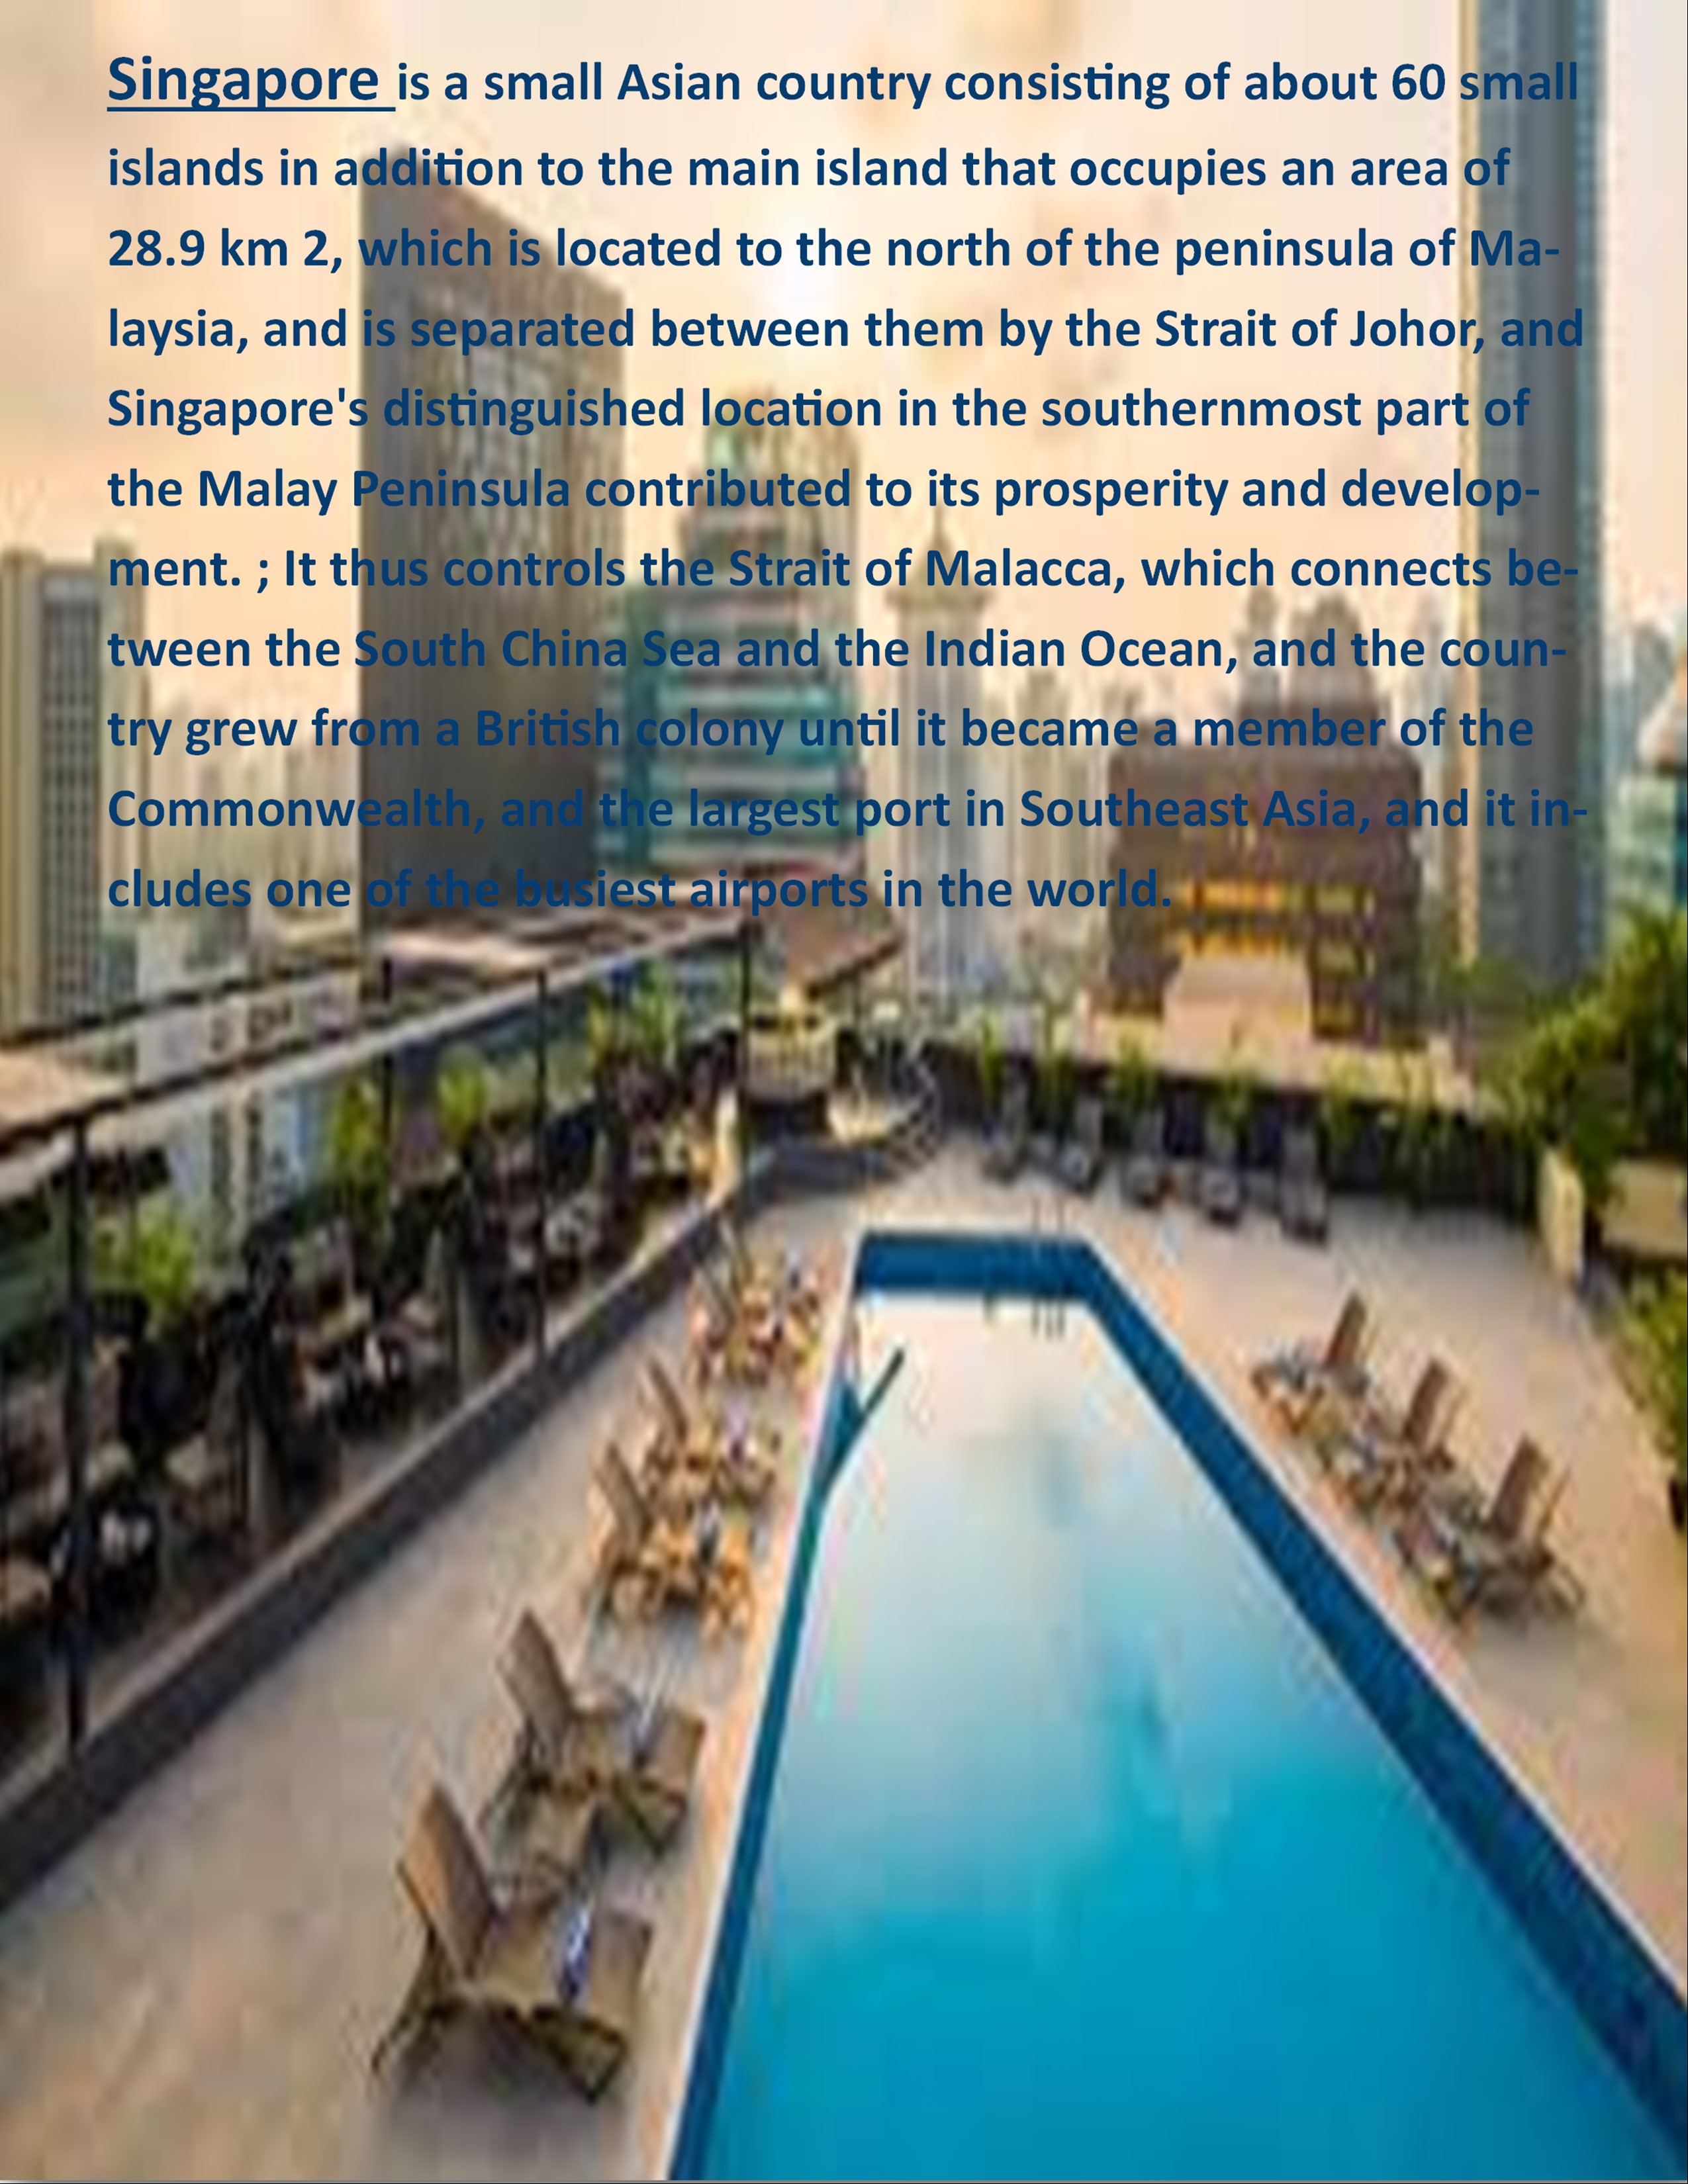 Singapore is a small Asian country consisting of about 60 small
islands in addition to the main island that occupies an area of
28.9 km 2, which is located to the north of the peninsula of Ma-
laysia, and is separated between them by the Strait of Johor, and
Singapore's distinguished location in the southernmost part of
the Malay Peninsula contributed to its prosperity and develop-
ment. ; It thus controls the Strait of Malacca, which connects be-
tween the South China Sea and the Indian Ocean, and the coun-
try grew from a British colony until it became a member of the
Commonwealth, and the largest port in Southeast Asia, and it in-
cludes one of the busiest airports in the world.